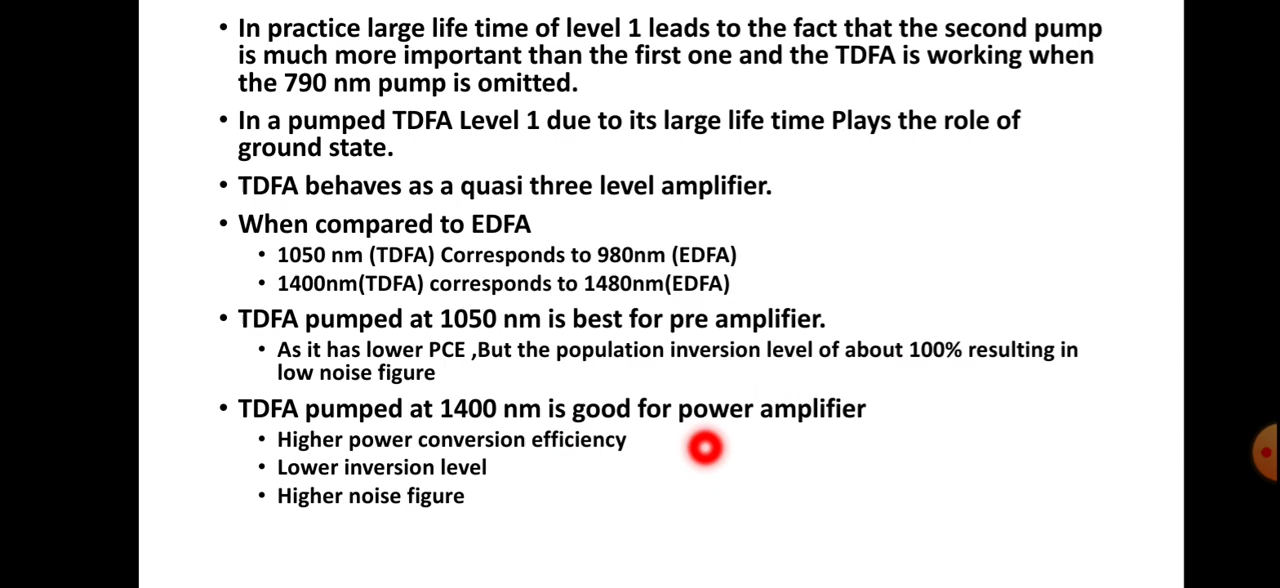 • In practice large life time of level 1 leads to the fact that the second pump
is much more important than the first one and the TDFA is working when
the 790 nm pump is omitted.
• In a pumped TDFA Level 1 due to its large life time Plays the role of
ground state.
• TDFA behaves as a quasi three level amplifier.
• When compared to EDFA
• 1050 nm (TDFA) Corresponds to 980nm (EDFA)
• 1400nm(TDFA) corresponds to 1480nm(EDFA)
• TDFA pumped at 1050 nm is best for pre amplifier.
• As it has lower PCE ,But the population inversion level of about 100% resulting in
low noise figure
• TDFA pumped at 1400 nm is good for power amplifier
• Higher power conversion efficiency
• Lower inversion level
• Higher noise figure